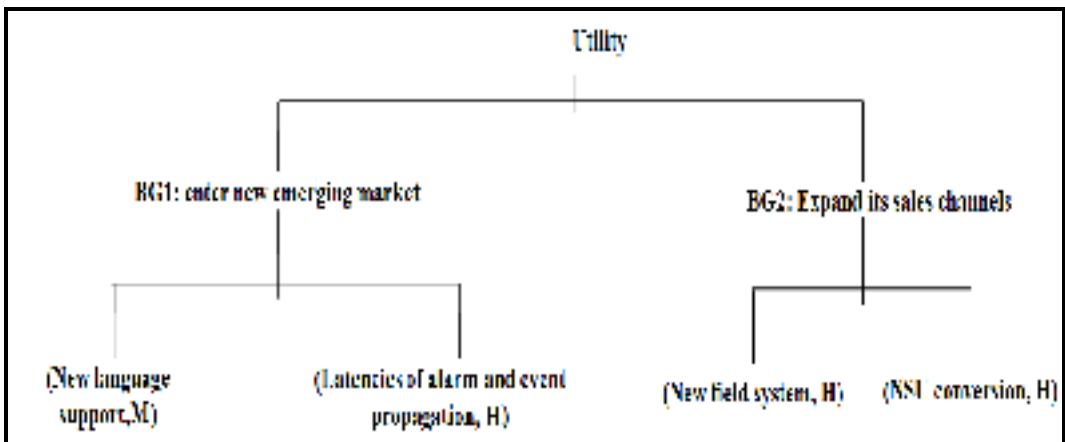 Utility
BG1: enter new emerging market
BG2: Expand its sales channels
(New language
support,M)
(Latencies of alarm and event
propagation, H)
(New field system, H)
conversion, H)